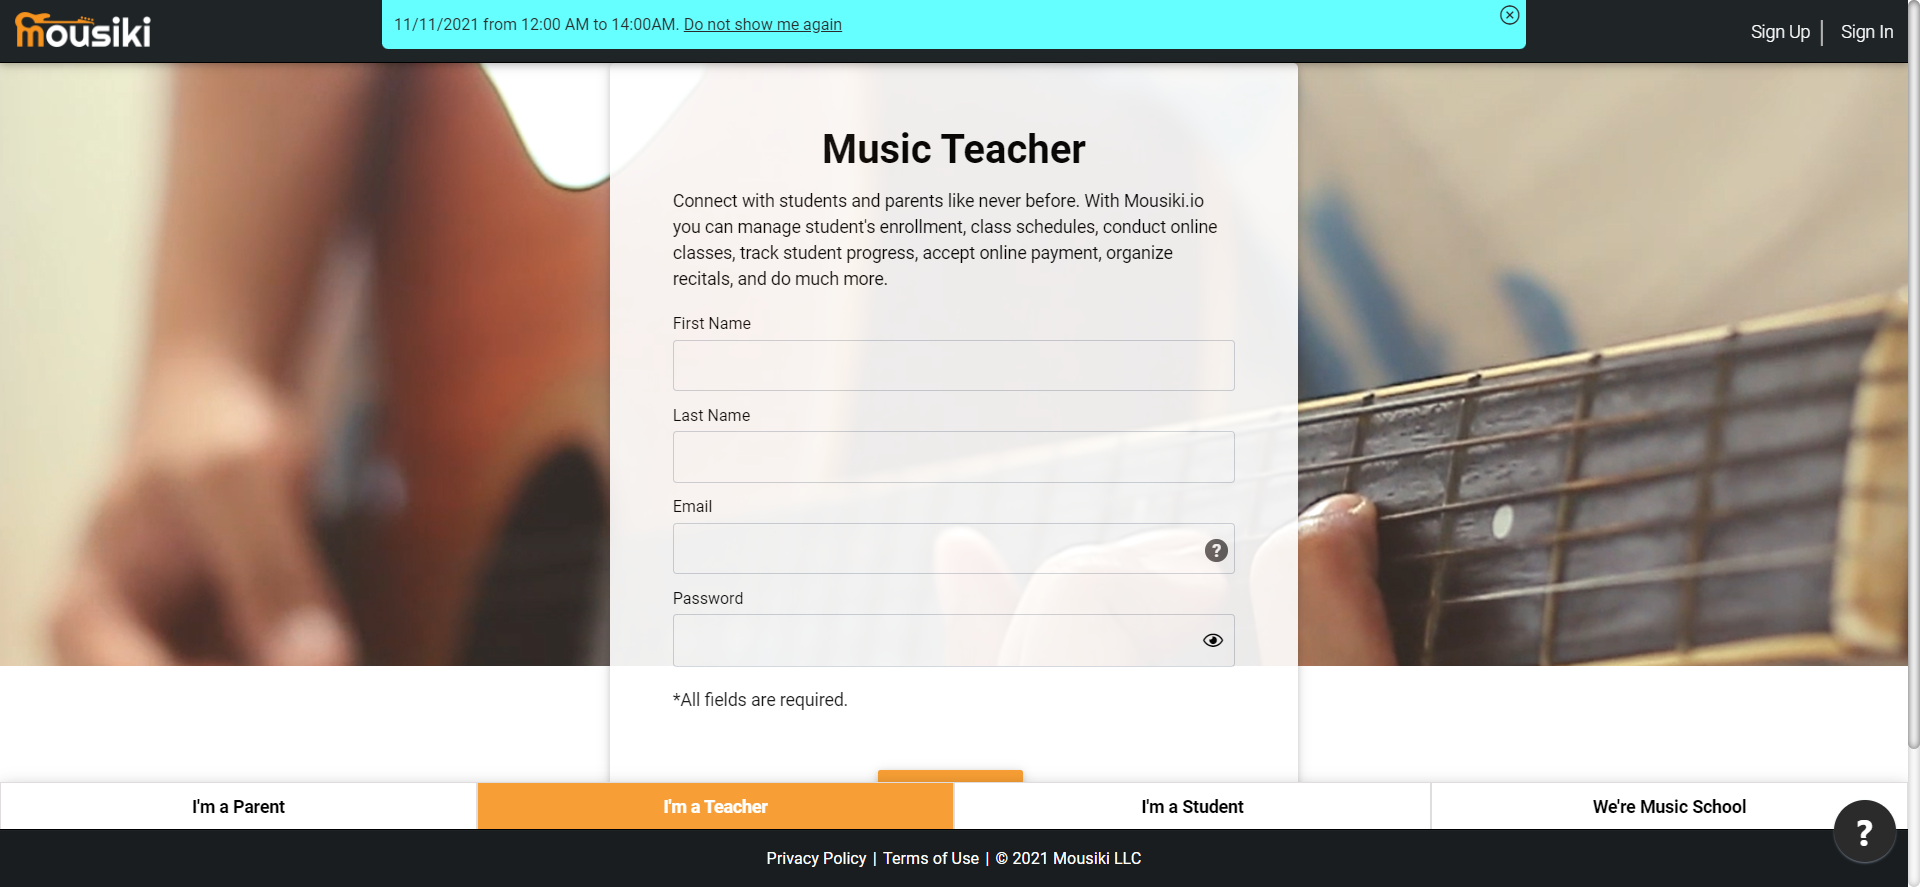 mousiki
11/11/2021 from 12:00 AM to 14:00AM. Do not show me again
Sign Up
Sign In
Music Teacher
Connect with students and parents like never before. With Mousiki.io
you can manage student's enrollment, class schedules, conduct online
classes, track student progress, accept online payment, organize
recitals, and do much more.
First Name
Last Name
Email
?
Password
*All fields are required.
I'm a Parent
I'm a Teacher
I'm a Student
We're Music School
?
Privacy Policy | Terms of Use | © 2021 Mousiki LLC